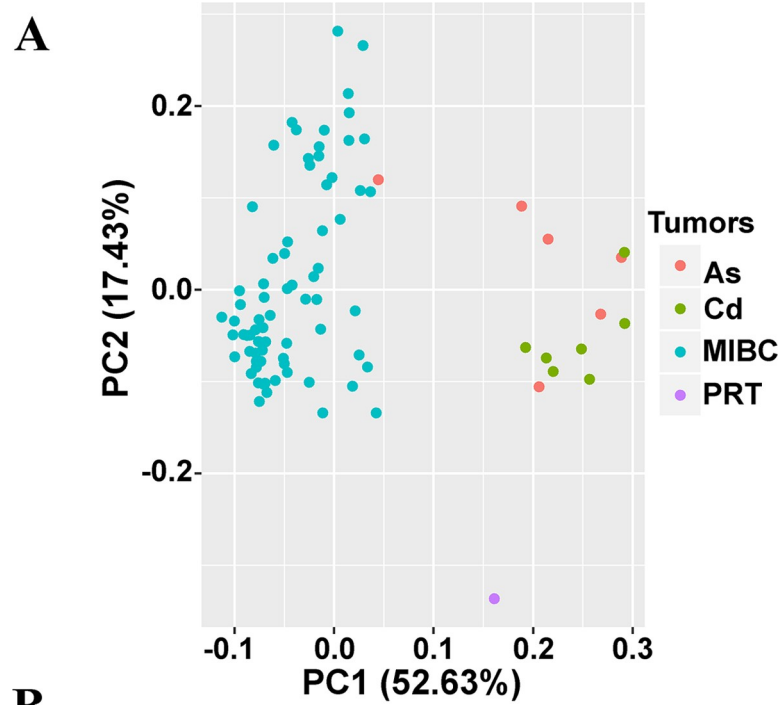 A
PC2 (17.43%)
0.2
0.0
-0.2
-0.1 0.0 0.1 0.2 0.3
PC1 (52.63%)
Tumors
As
Cd
MIBC
PRT